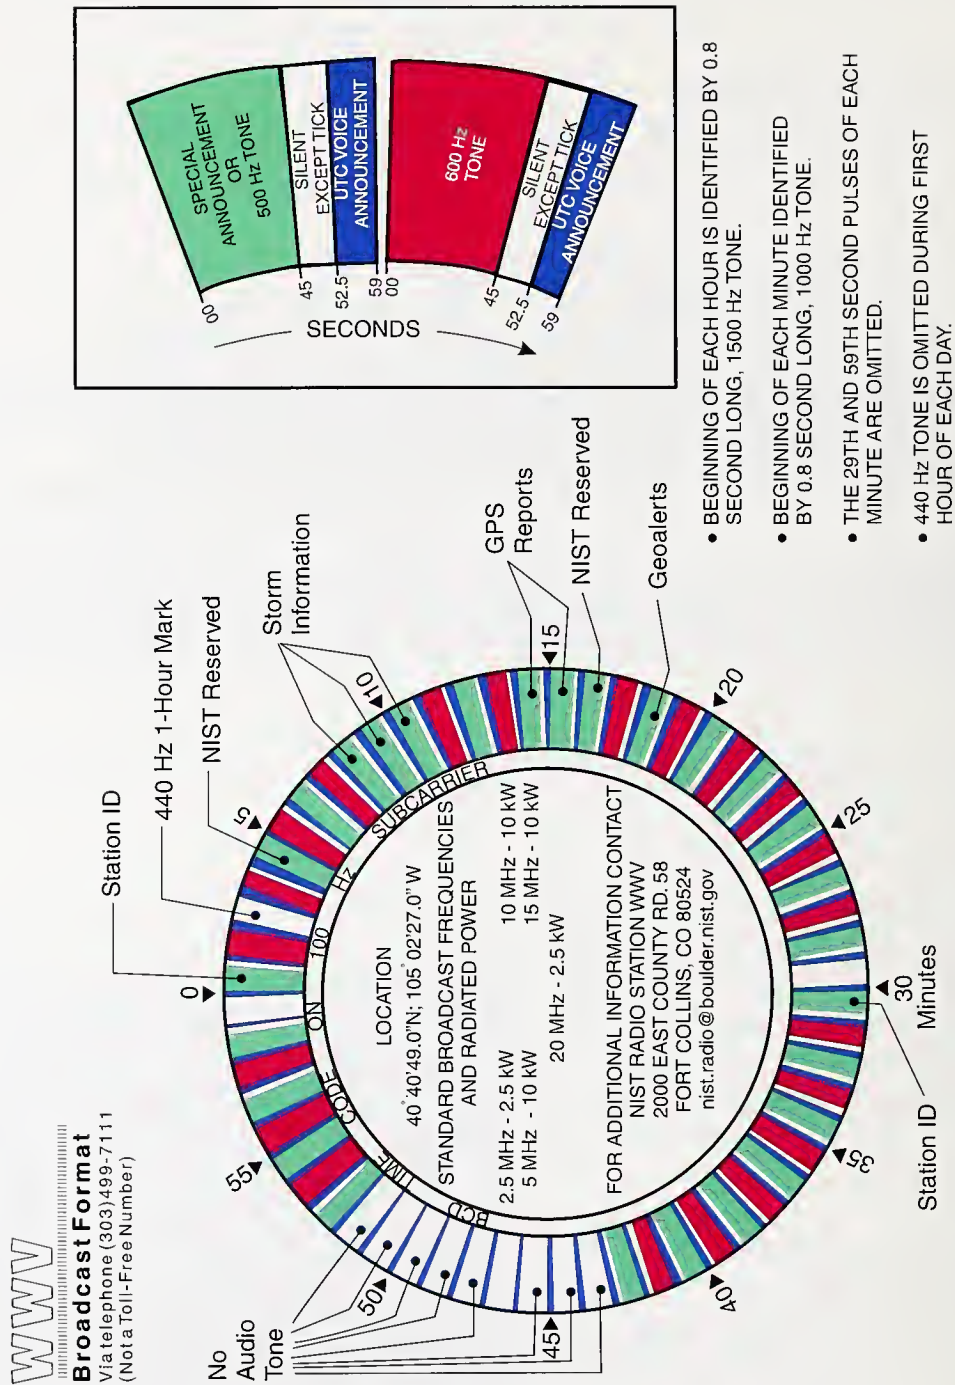 WWV
Broadcast Format
Via telephone (303) 499-7111
(Not a Toll-Free Number)
SPECIAL
ANNOUNCEMENT
OR
500 Hz TONE
SILENT
EXCEPT TICK
UTC VOICE
ANNOUNCEMENT
600 Hz
TONE
SILENT
EXCEPT TICK
UTC VOICE
ANNOUNCEMENT
00
45
52.5
59
00
45
52.5
59
SECONDS
Station ID
440 Hz 1-Hour Mark
NIST Reserved
Storm
Information
GPS
Reports
NIST Reserved
Geoalerts
Station ID
No
Audio
Tone
0
5
10
15
20
25
30
Minutes
35
40
45
50
55
BCD TIME CODE ON 100 Hz SUBCARRIER
LOCATION
40°40'49.0"N; 105°02'27.0"W
STANDARD BROADCAST FREQUENCIES
AND RADIATED POWER
2.5 MHz - 2.5 kW 10 MHz - 10 kW
5 MHz - 10 kW 15 MHz - 10 kW
20 MHz - 2.5 kW
FOR ADDITIONAL INFORMATION CONTACT
NIST RADIO STATION WWV
2000 EAST COUNTY RD. 58
FORT COLLINS, CO 80524
nist.radio@boulder.nist.gov
• BEGINNING OF EACH HOUR IS IDENTIFIED BY 0.8
SECOND LONG, 1500 Hz TONE.
• BEGINNING OF EACH MINUTE IDENTIFIED
BY 0.8 SECOND LONG, 1000 Hz TONE.
• THE 29TH AND 59TH SECOND PULSES OF EACH
MINUTE ARE OMITTED.
• 440 Hz TONE IS OMITTED DURING FIRST
HOUR OF EACH DAY.